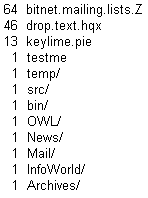 64 bitnet.mailing.lists.Z
46 drop.text.hqx
13 keylime.pie
1 testme
1 temp/
1 src/
1 bin/
1 OWL/
1 News/
1 Mail/
1 InfoWorld/
1 Archives/